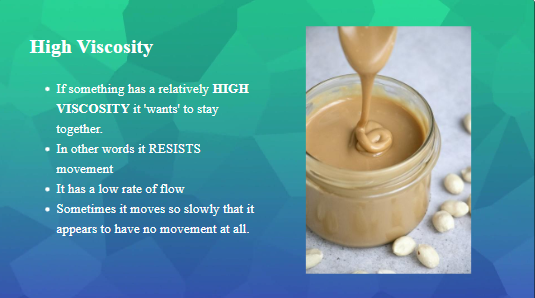 High Viscosity
• If something has a relatively HIGH
VISCOSITY it 'wants' to stay
together.
• In other words it RESISTS
movement
• It has a low rate of flow
• Sometimes it moves so slowly that it
appears to have no movement at all.